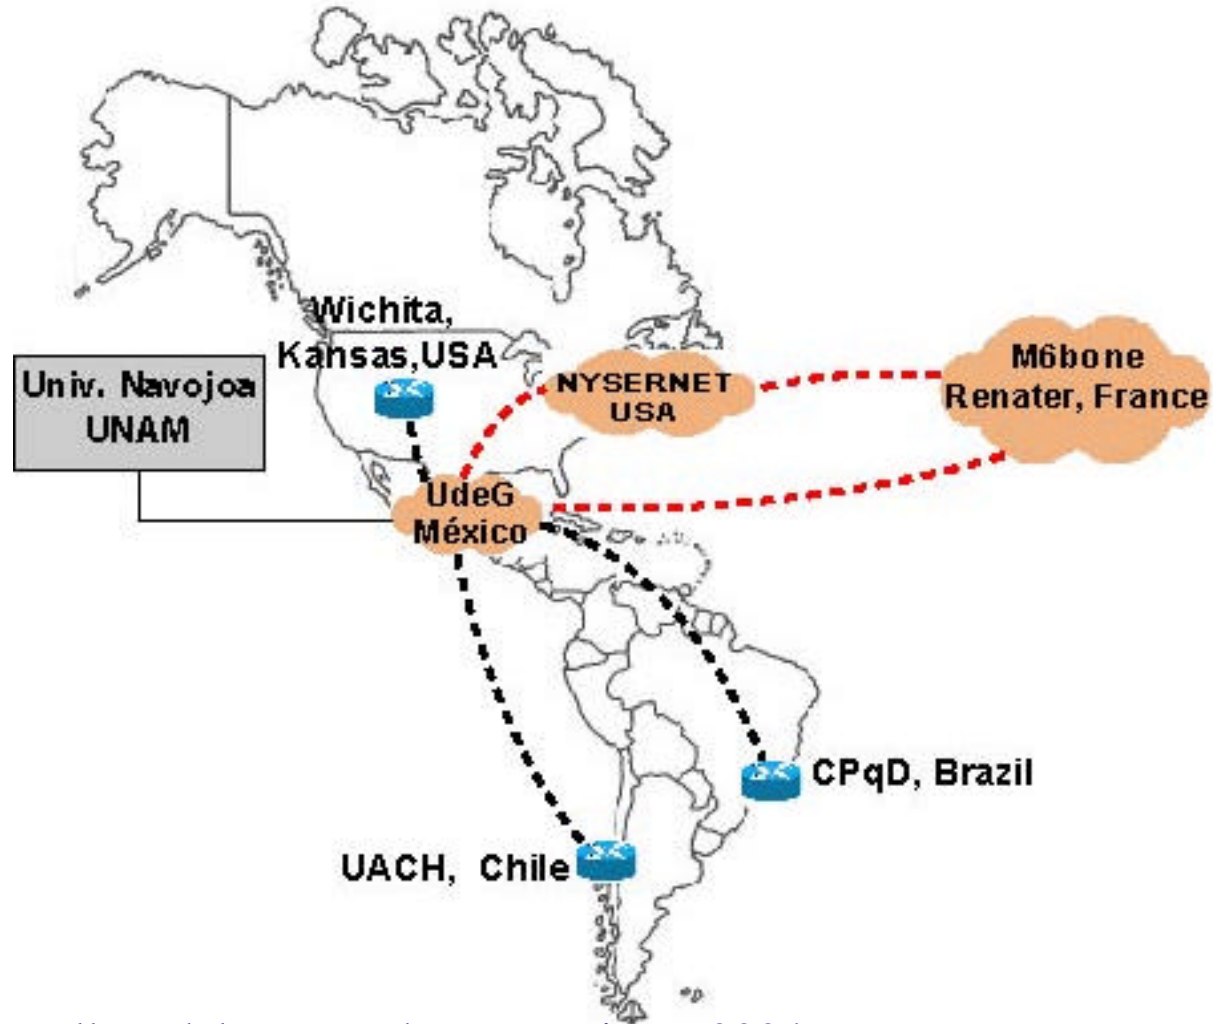 Wichita,
Kansas,USA
Univ. Navojoa
UNAM
NYSERNET
USA
M6bone
Renater, France
UdeG
México
CPqD, Brazil
UACH, Chile